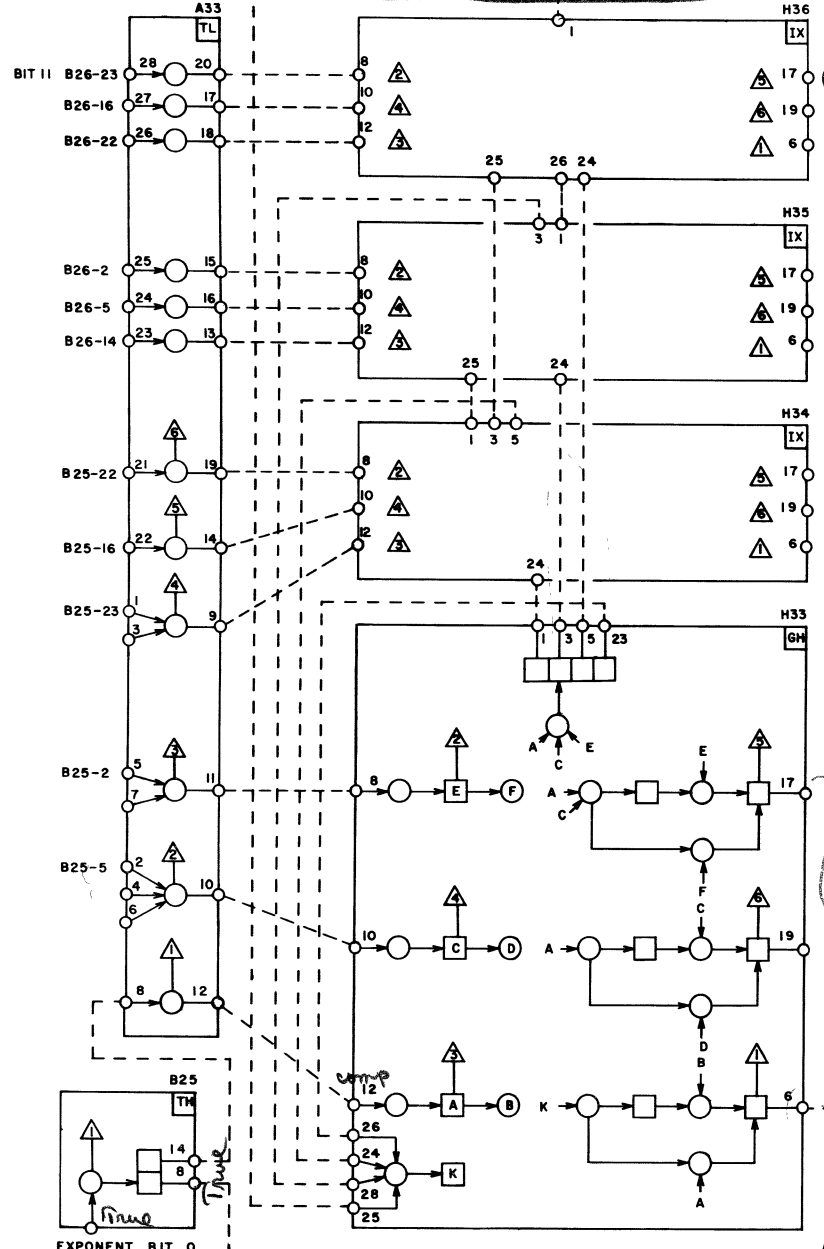 A33
TL
H36
IX
1
BIT 11 B26-23 28 20 8 2 5 17
B26-16 27 17 10 4 6 19
B26-22 26 18 12 3 1 6
25 26 24
H35
IX
3 1
B26-2 25 15 8 2 5 17
B26-5 24 16 10 4 6 19
B26-14 23 13 12 3 1 6
25 24
H34
IX
1 3 5
6
B25-22 21 19 8 2 5 17
5
B25-16 22 14 10 4 6 19
4
B25-23 1 3 9 12 3 1 6
24
H33
GH
1 3 5 23
A C E
3
B25-2 5 7 11
2
8 E F
A C E 5 17
F
2
B25-5 2 4 6 10
4
10 C D
A C 6 19
D
1
8 12
3
comp
12 A B
K B 1 6
A
26
24
28
25
K
B25
TH
1
14
8
True
True
EXPONENT BIT 0